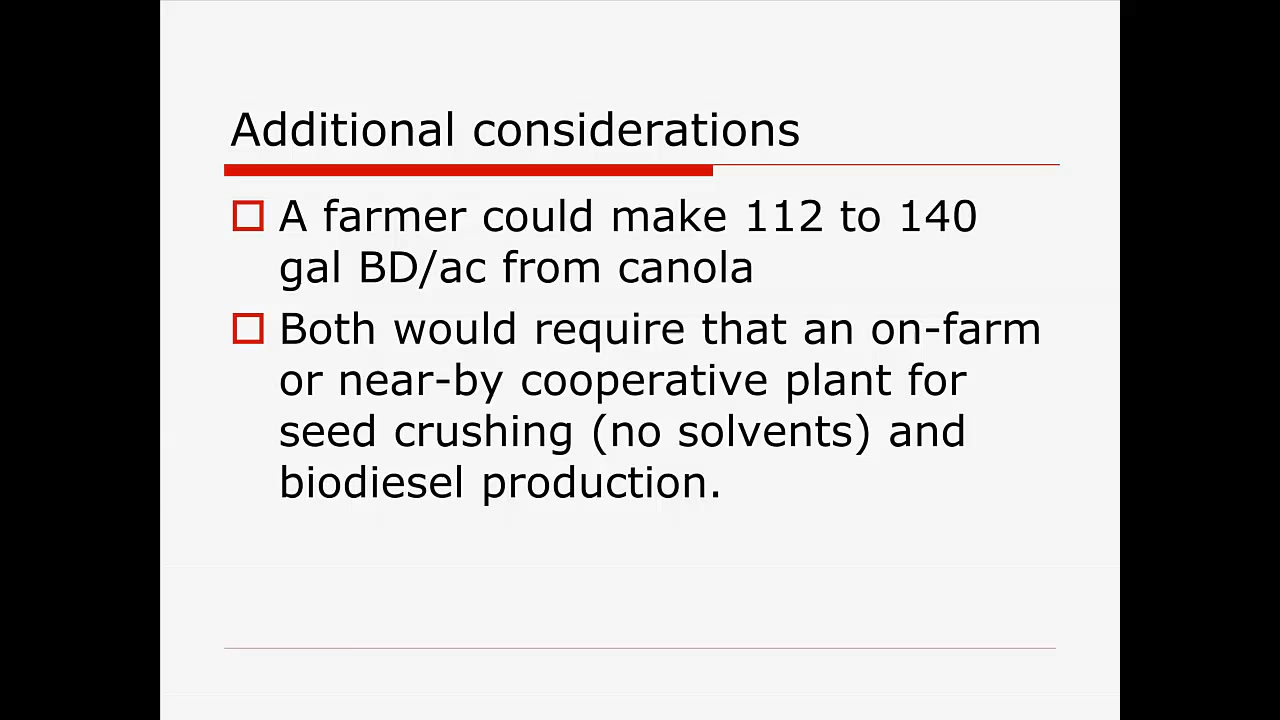 Additional considerations
A farmer could make 112 to 140
gal BD/ac from canola
Both would require that an on-farm
or near-by cooperative plant for
seed crushing (no solvents) and
biodiesel production.